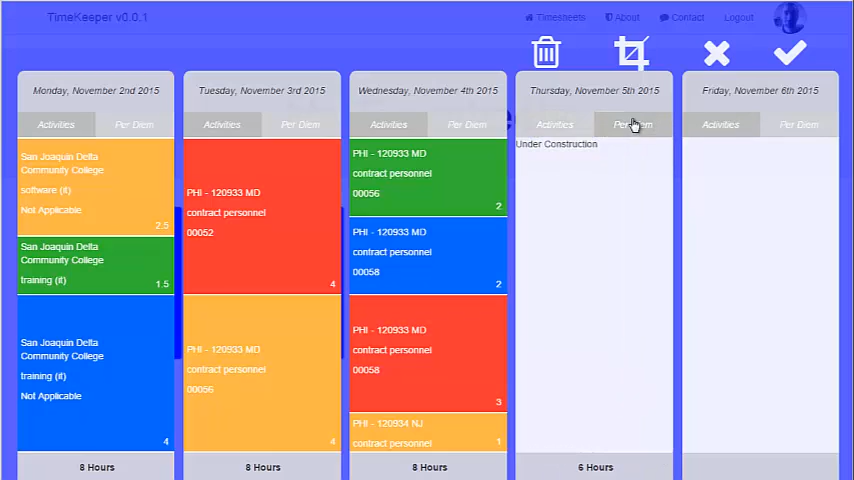 TimeKeeper v0.0.1
Timesheets
About
Contact
Logout
Monday, November 2nd 2015
Activities
Per Diem
San Joaquin Delta
Community College
software (it)
Not Applicable
2.5
San Joaquin Delta
Community College
training (it)
1.5
San Joaquin Delta
Community College
training (it)
Not Applicable
4
8 Hours
Tuesday, November 3rd 2015
Activities
Per Diem
PHI - 120933 MD
contract personnel
00052
4
PHI - 120933 MD
contract personnel
00056
4
8 Hours
Wednesday, November 4th 2015
Activities
Per Diem
PHI - 120933 MD
contract personnel
00056
2
PHI - 120933 MD
contract personnel
00058
2
PHI - 120933 MD
contract personnel
00058
3
PHI - 120934 NJ
contract personnel
1
8 Hours
Thursday, November 5th 2015
Activities
Per Diem
Under Construction
6 Hours
Friday, November 6th 2015
Activities
Per Diem